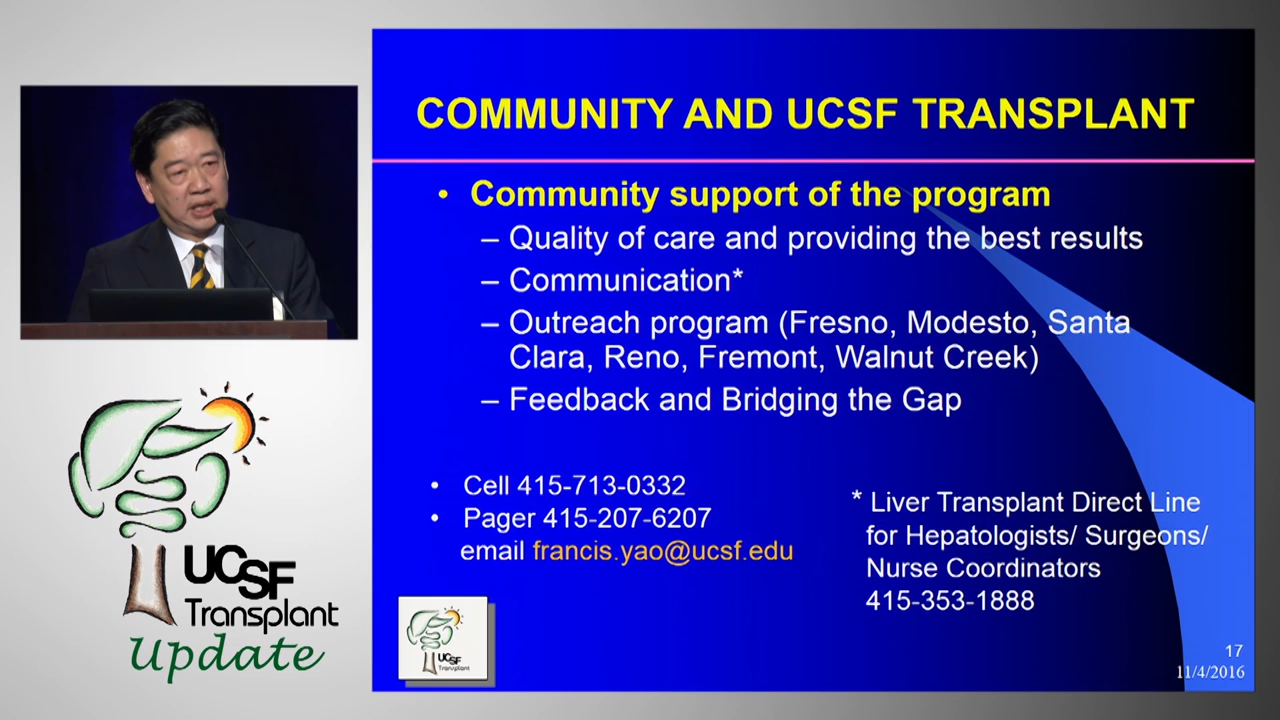 COMMUNITY AND UCSF TRANSPLANT
• Community support of the program
– Quality of care and providing the best results
– Communication*
– Outreach program (Fresno, Modesto, Santa
Clara, Reno, Fremont, Walnut Creek)
– Feedback and Bridging the Gap
• Cell 415-713-0332
• Pager 415-207-6207
email francis.yao@ucsf.edu
* Liver Transplant Direct Line
for Hepatologists/ Surgeons/
Nurse Coordinators
415-353-1888
UCSF
Transplant
17
11/4/2016
UCSF
Transplant
Update